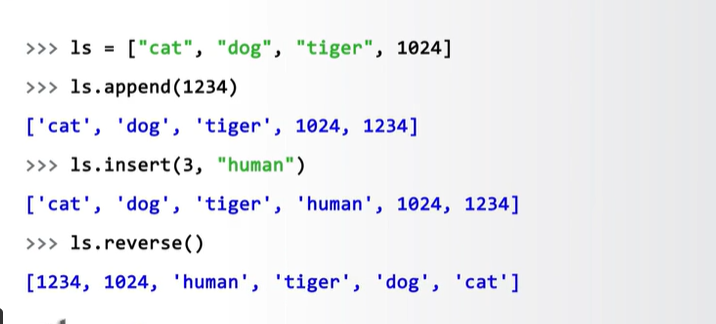 >>> ls = ["cat", "dog", "tiger", 1024]
>>> ls.append(1234)
['cat', 'dog', 'tiger', 1024, 1234]
>>> ls.insert(3, "human")
['cat', 'dog', 'tiger', 'human', 1024, 1234]
>>> ls.reverse()
[1234, 1024, 'human', 'tiger', 'dog', 'cat']